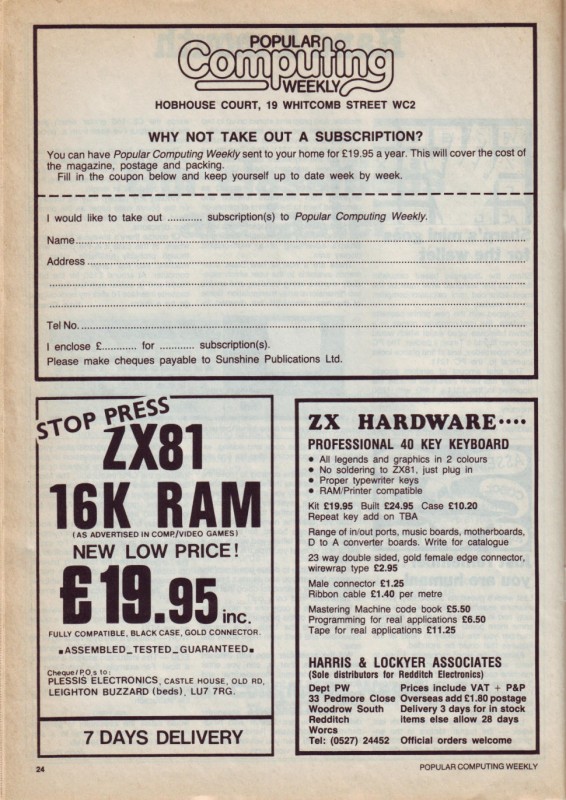 POPULAR
Computing
WEEKLY
HOBHOUSE COURT, 19 WHITCOMB STREET WC2
WHY NOT TAKE OUT A SUBSCRIPTION?
You can have Popular Computing Weekly sent to your home for £19.95 a year. This will cover the cost of
the magazine, postage and packing.
Fill in the coupon below and keep yourself up to date week by week.
I would like to take out ............ subscription(s) to Popular Computing Weekly.
Name
Address
Tel No.
I enclose £............ for ............ subscription(s).
Please make cheques payable to Sunshine Publications Ltd.
STOP PRESS
ZX81
16K RAM
(AS ADVERTISED IN COMP/VIDEO GAMES)
NEW LOW PRICE!
£19.95 inc.
FULLY COMPATIBLE, BLACK CASE, GOLD CONNECTOR.
■ASSEMBLED_TESTED_GUARANTEED■
Cheque/P.O.s to:
PLESSIS ELECTRONICS, CASTLE HOUSE, OLD RD,
LEIGHTON BUZZARD (beds), LU7 7RG.
7 DAYS DELIVERY
ZX HARDWARE····
PROFESSIONAL 40 KEY KEYBOARD
• All legends and graphics in 2 colours
• No soldering to ZX81, just plug in
• Proper typewriter keys
• RAM/Printer compatible
Kit £19.95 Built £24.95 Case £10.20
Repeat key add on TBA
Range of in/out ports, music boards, motherboards,
D to A converter boards. Write for catalogue
23 way double sided, gold female edge connector,
wirewrap type £2.95
Male connector £1.25
Ribbon cable £1.40 per metre
Mastering Machine code book £5.50
Programming for real applications £6.50
Tape for real applications £11.25
HARRIS & LOCKYER ASSOCIATES
(Sole distributors for Redditch Electronics)
Dept PW Prices include VAT + P&P
33 Pedmore Close Overseas add £1.80 postage
Woodrow South Delivery 3 days for in stock
Redditch items else allow 28 days
Worcs
Tel: (0527) 24452 Official orders welcome
24
POPULAR COMPUTING WEEKLY